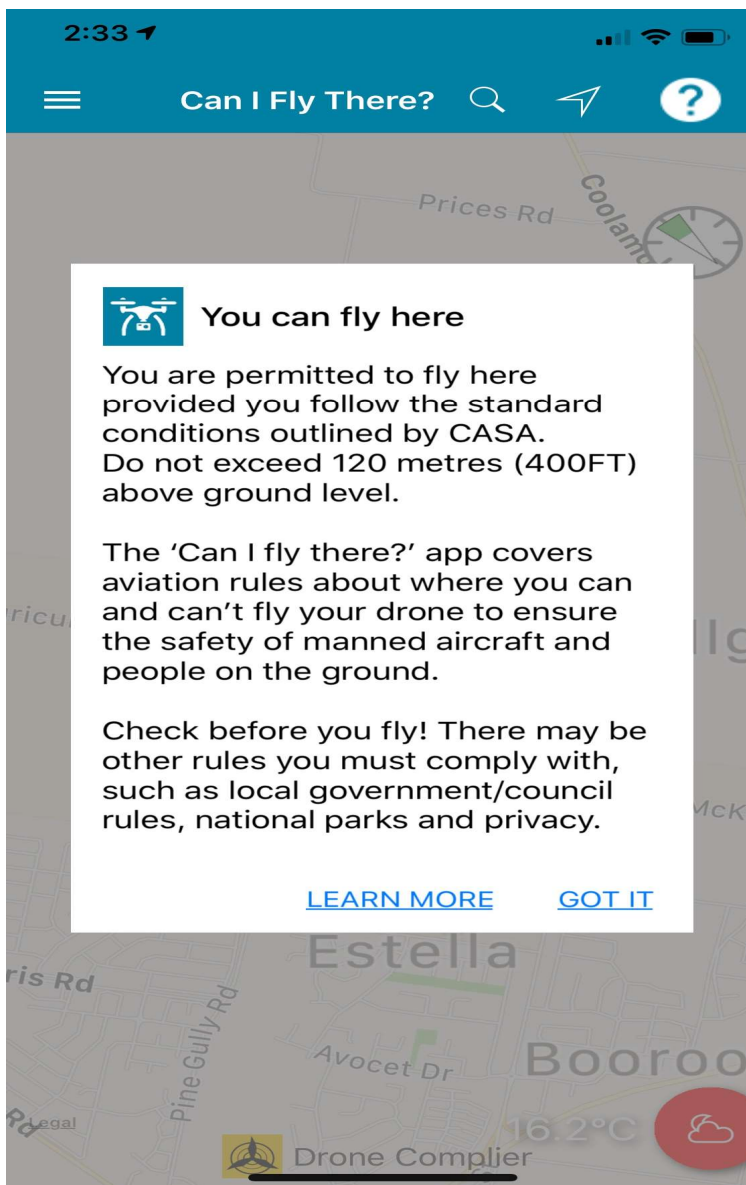 2:33
Can I Fly There?
?
Prices Rd
You can fly here
You are permitted to fly here
provided you follow the standard
conditions outlined by CASA.
Do not exceed 120 metres (400FT)
above ground level.
The ‘Can I fly there?’ app covers
aviation rules about where you can
and can’t fly your drone to ensure
the safety of manned aircraft and
people on the ground.
Check before you fly! There may be
other rules you must comply with,
such as local government/council
rules, national parks and privacy.
LEARN MORE GOT IT
Estella
Pine Gully Rd
Avocet Dr
Rd
Legal
16.2°C
Drone Complier